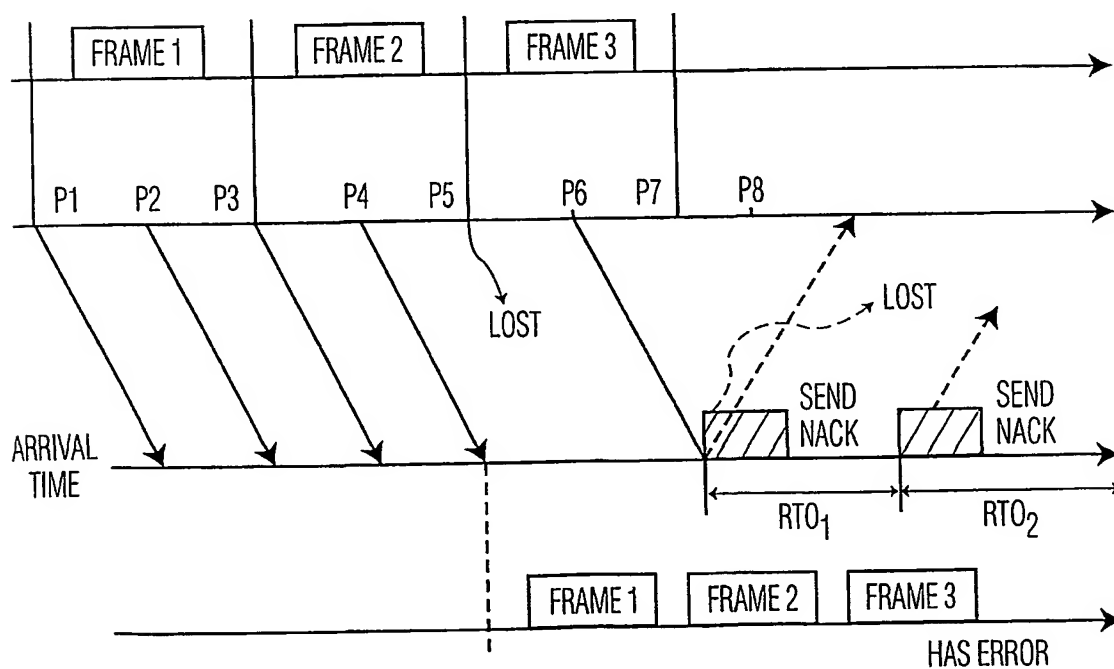 FRAME 1
FRAME 2
FRAME 3
P1
P2
P3
P4
P5
P6
P7
P8
LOST
LOST
ARRIVAL
TIME
SEND
NACK
SEND
NACK
RTO1
RTO2
FRAME 1
FRAME 2
FRAME 3
HAS ERROR